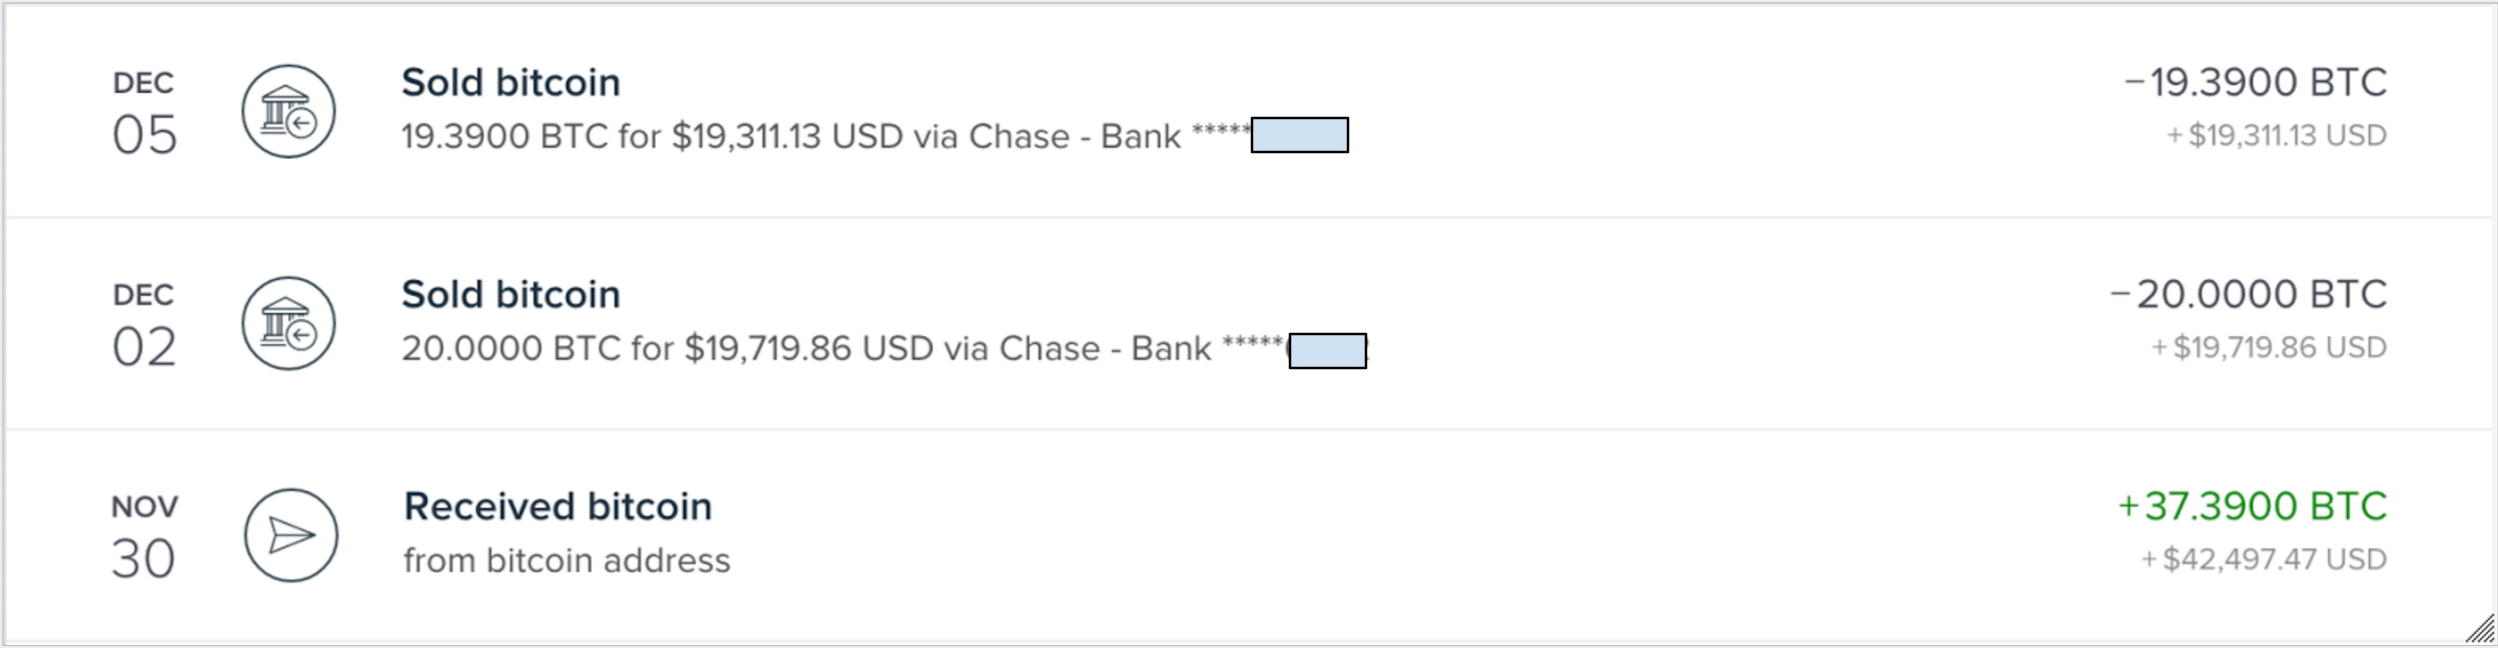 DEC
05
Sold bitcoin
19.3900 BTC for $19,311.13 USD via Chase - Bank *****
−19.3900 BTC
+$19,311.13 USD
DEC
02
Sold bitcoin
20.0000 BTC for $19,719.86 USD via Chase - Bank *****
−20.0000 BTC
+$19,719.86 USD
NOV
30
Received bitcoin
from bitcoin address
+37.3900 BTC
+$42,497.47 USD